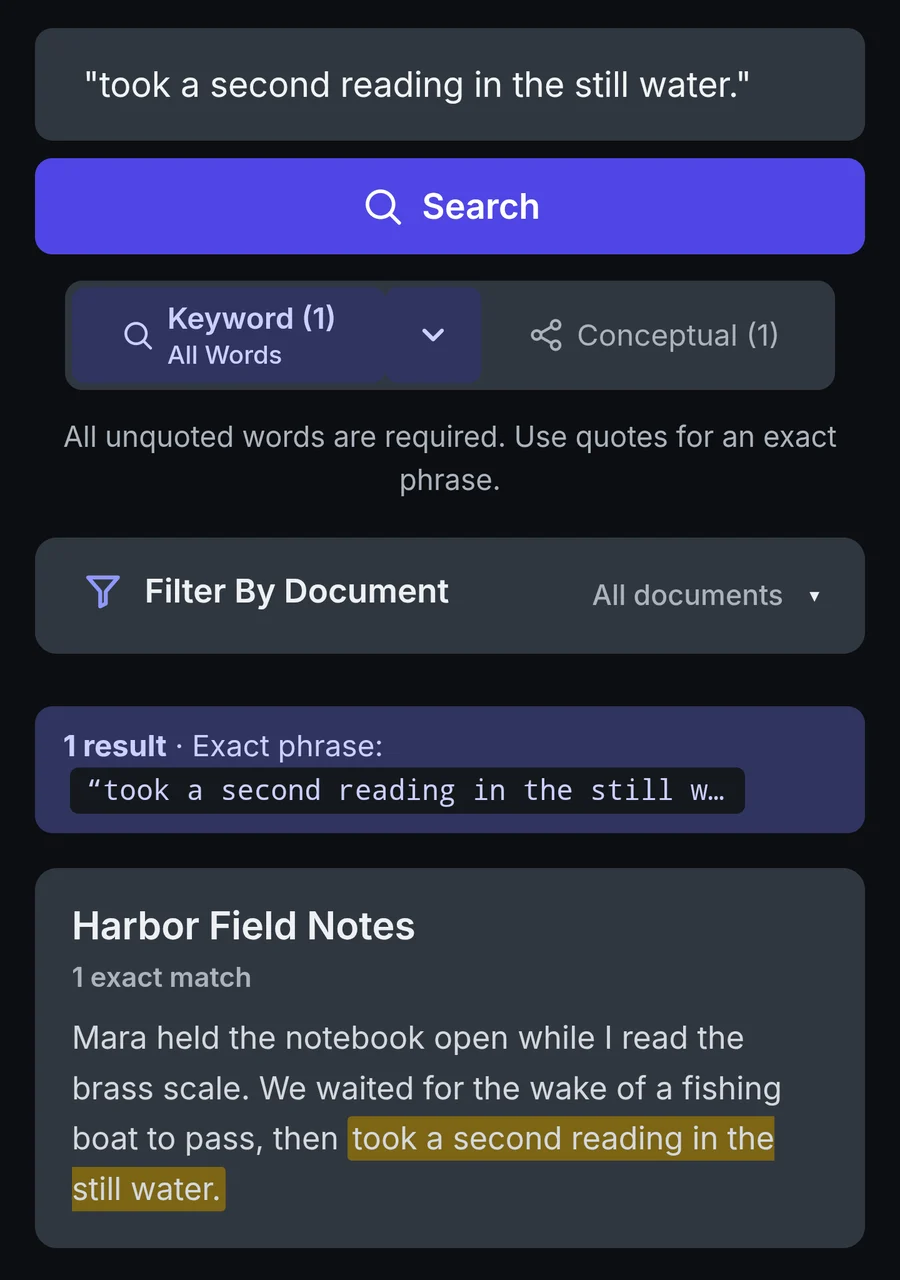 "took a second reading in the still water."
Search
Keyword (1)
All Words
Conceptual (1)
All unquoted words are required. Use quotes for an exact
phrase.
Filter By Document
All documents ▾
1 result · Exact phrase:
“took a second reading in the still w…
Harbor Field Notes
1 exact match
Mara held the notebook open while I read the
brass scale. We waited for the wake of a fishing
boat to pass, then took a second reading in the
still water.